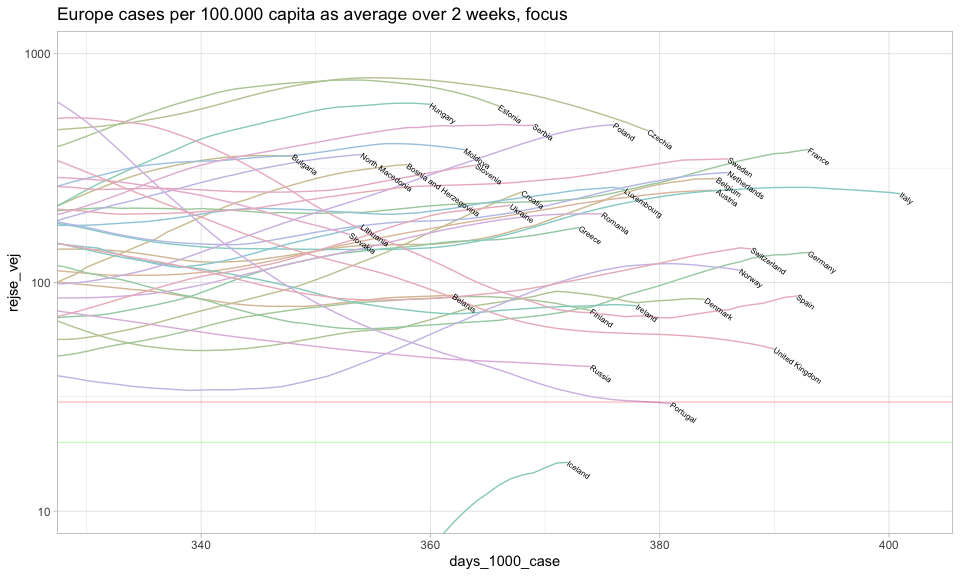 Europe cases per 100.000 capita as average over 2 weeks, focus
1000
100
10
rejse_vej
Hungary
Estonia
Serbia
Poland
Czechia
France
Bulgaria
North Macedonia
Moldova
Slovenia
Bosnia and Herzegovina
Sweden
Netherlands
Belgium
Austria
Italy
Croatia
Ukraine
Luxembourg
Romania
Greece
Lithuania
Slovakia
Switzerland
Norway
Germany
Belarus
Finland
Ireland
Denmark
Spain
United Kingdom
Russia
Portugal
Iceland
340
360
380
400
days_1000_case